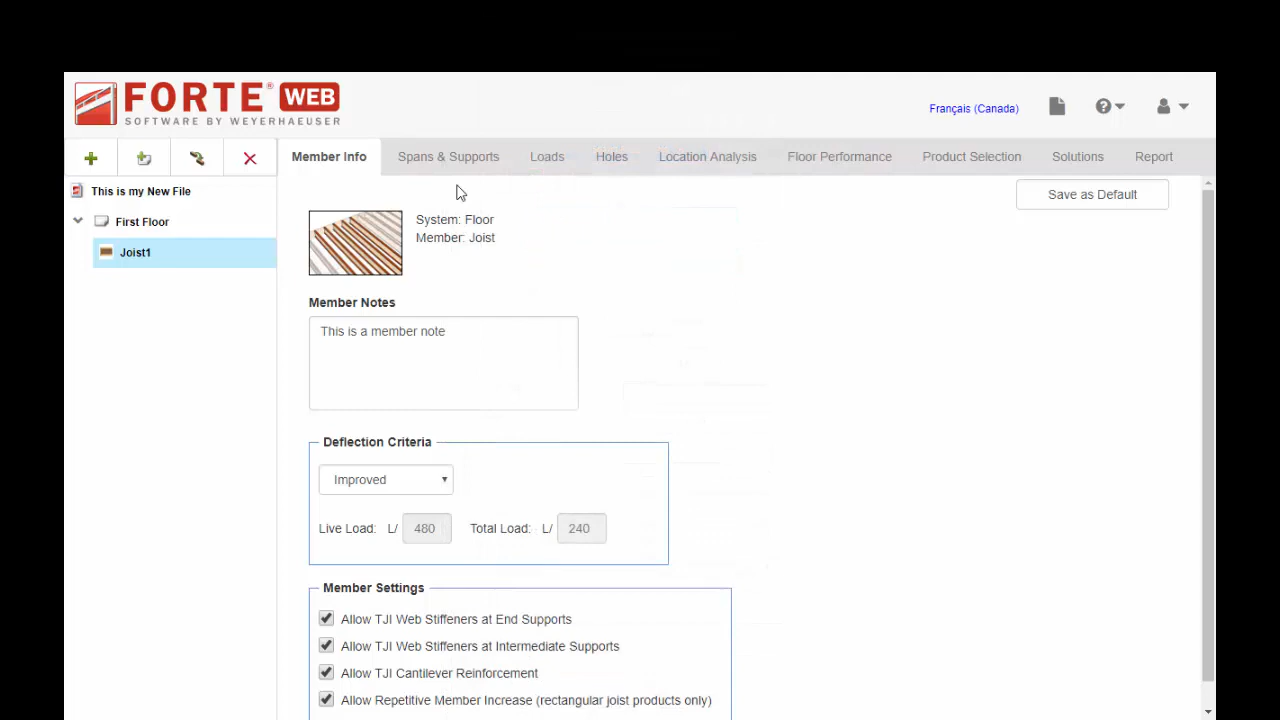 FORTE® WEB
SOFTWARE BY WEYERHAEUSER
Français (Canada)
Member Info Spans & Supports Loads Holes Location Analysis Floor Performance Product Selection Solutions Report
This is my New File
First Floor
Joist1
Save as Default
System: Floor
Member: Joist
Member Notes
This is a member note
Deflection Criteria
Improved
Live Load: L/ 480 Total Load: L/ 240
Member Settings
Allow TJI Web Stiffeners at End Supports
Allow TJI Web Stiffeners at Intermediate Supports
Allow TJI Cantilever Reinforcement
Allow Repetitive Member Increase (rectangular joist products only)